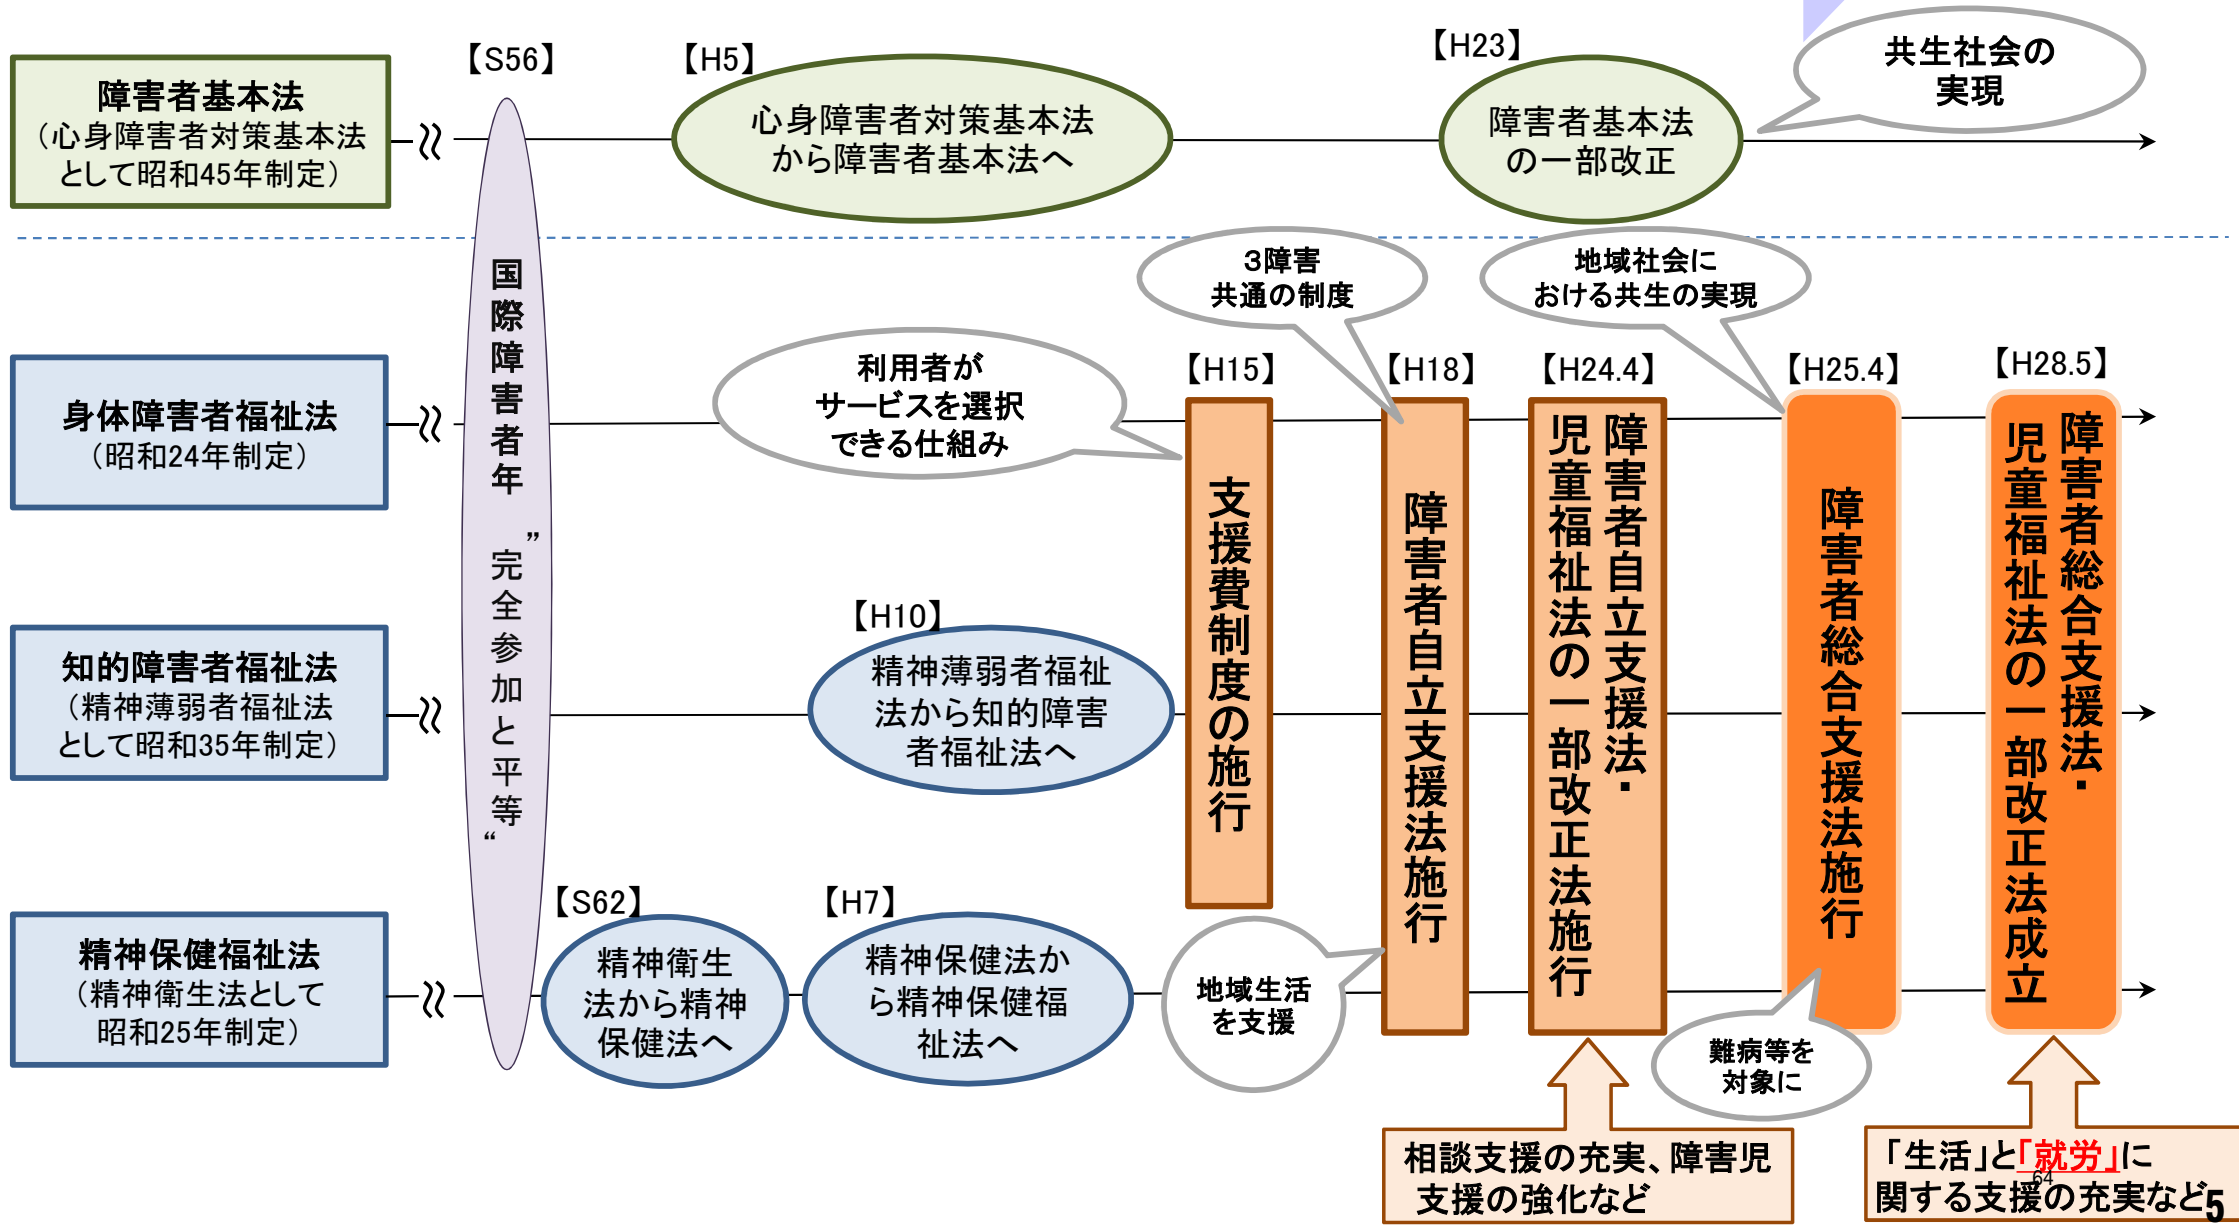 【S56】
【H5】
【H23】
共生社会の
実現
障害者基本法
（心身障害者対策基本法
として昭和45年制定）
心身障害者対策基本法
から障害者基本法へ
障害者基本法
の一部改正
国際障害者年
”完全参加と平等“
3障害
共通の制度
地域社会に
おける共生の実現
利用者が
サービスを選択
できる仕組み
【H15】
【H18】
【H24.4】
【H25.4】
【H28.5】
身体障害者福祉法
（昭和24年制定）
支援費制度の施行
障害者自立支援法施行
障害者自立支援法・
児童福祉法の一部改正法施行
障害者総合支援法施行
障害者総合支援法・
児童福祉法の一部改正法成立
【H10】
知的障害者福祉法
（精神薄弱者福祉法
として昭和35年制定）
精神薄弱者福祉
法から知的障害
者福祉法へ
【S62】
【H7】
精神保健福祉法
（精神衛生法として
昭和25年制定）
精神衛生
法から精神
保健法へ
精神保健法か
ら精神保健福
祉法へ
地域生活
を支援
難病等を
対象に
相談支援の充実、障害児
支援の強化など
「生活」と「就労」に
関する支援の充実など
64
5